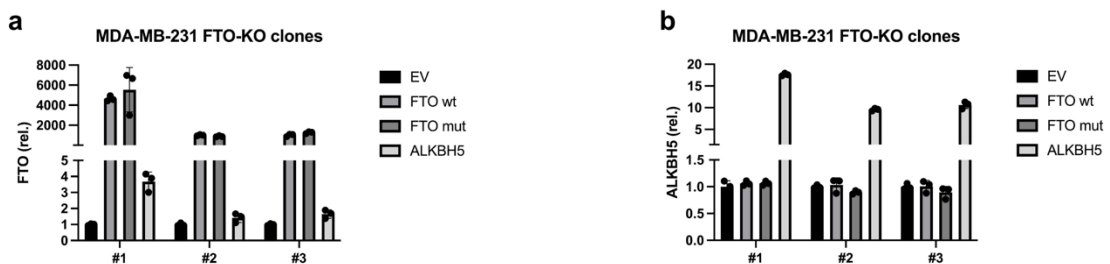 a
MDA-MB-231 FTO-KO clones
FTO (rel.)
8000
6000
4000
2000
5
4
3
2
1
0
#1
#2
#3
EV
FTO wt
FTO mut
ALKBH5
b
MDA-MB-231 FTO-KO clones
ALKBH5 (rel.)
20
15
10
5
1.5
1.0
0.5
0.0
#1
#2
#3
EV
FTO wt
FTO mut
ALKBH5